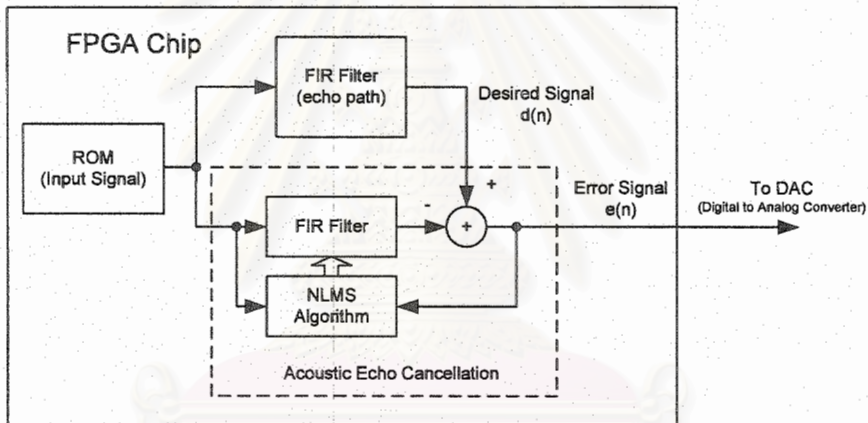 FPGA Chip
FIR Filter
(echo path)
Desired Signal
d(n)
ROM
(Input Signal)
+
Error Signal
e(n)
To DAC
(Digital to Analog Converter)
-
FIR Filter
+
NLMS
Algorithm
Acoustic Echo Cancellation